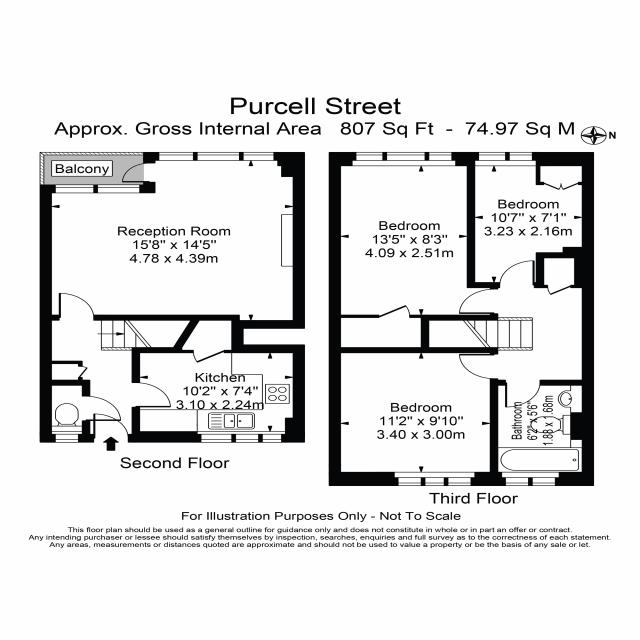 Purcell Street
Approx. Gross Internal Area 807 Sq Ft - 74.97 Sq M
N
Balcony
Reception Room
15'8" x 14'5"
4.78 x 4.39m
Kitchen
10'2" x 7'4"
3.10 x 2.24m
Second Floor
Bedroom
13'5" x 8'3"
4.09 x 2.51m
Bedroom
10'7" x 7'1"
3.23 x 2.16m
Bedroom
11'2" x 9'10"
3.40 x 3.00m
Bathroom
6'2" x 5'6"
1.88 x 1.68m
Third Floor
For Illustration Purposes Only - Not To Scale
This floor plan should be used as a general outline for guidance only and does not constitute in whole or in part an offer or contract.
Any intending purchaser or lessee should satisfy themselves by inspection, searches, enquiries and full survey as to the correctness of each statement.
Any areas, measurements or distances quoted are approximate and should not be used to value a property or be the basis of any sale or let.